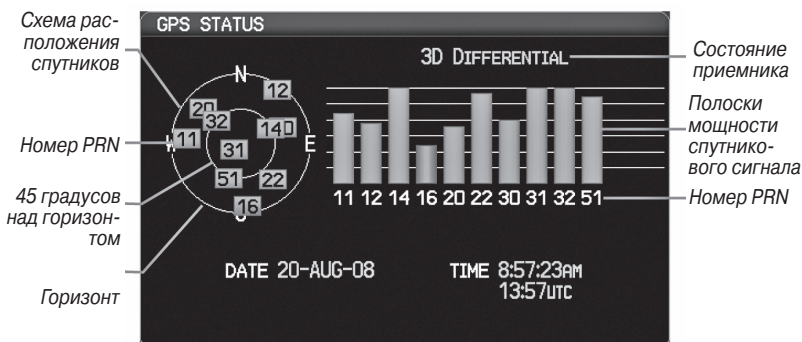 Схема рас-
положения
спутников
Номер PRN
45 градусов
над горизон-
том
Горизонт
GPS STATUS
3D DIFFERENTIAL
N
12
20
32
14
11
E
31
51
22
16
11 12 14 16 20 22 30 31 32 51
DATE 20-AUG-08
TIME 8:57:23AM
13:57UTC
Состояние
приемника
Полоски
мощности
спутнико-
вого сигнала
Номер PRN